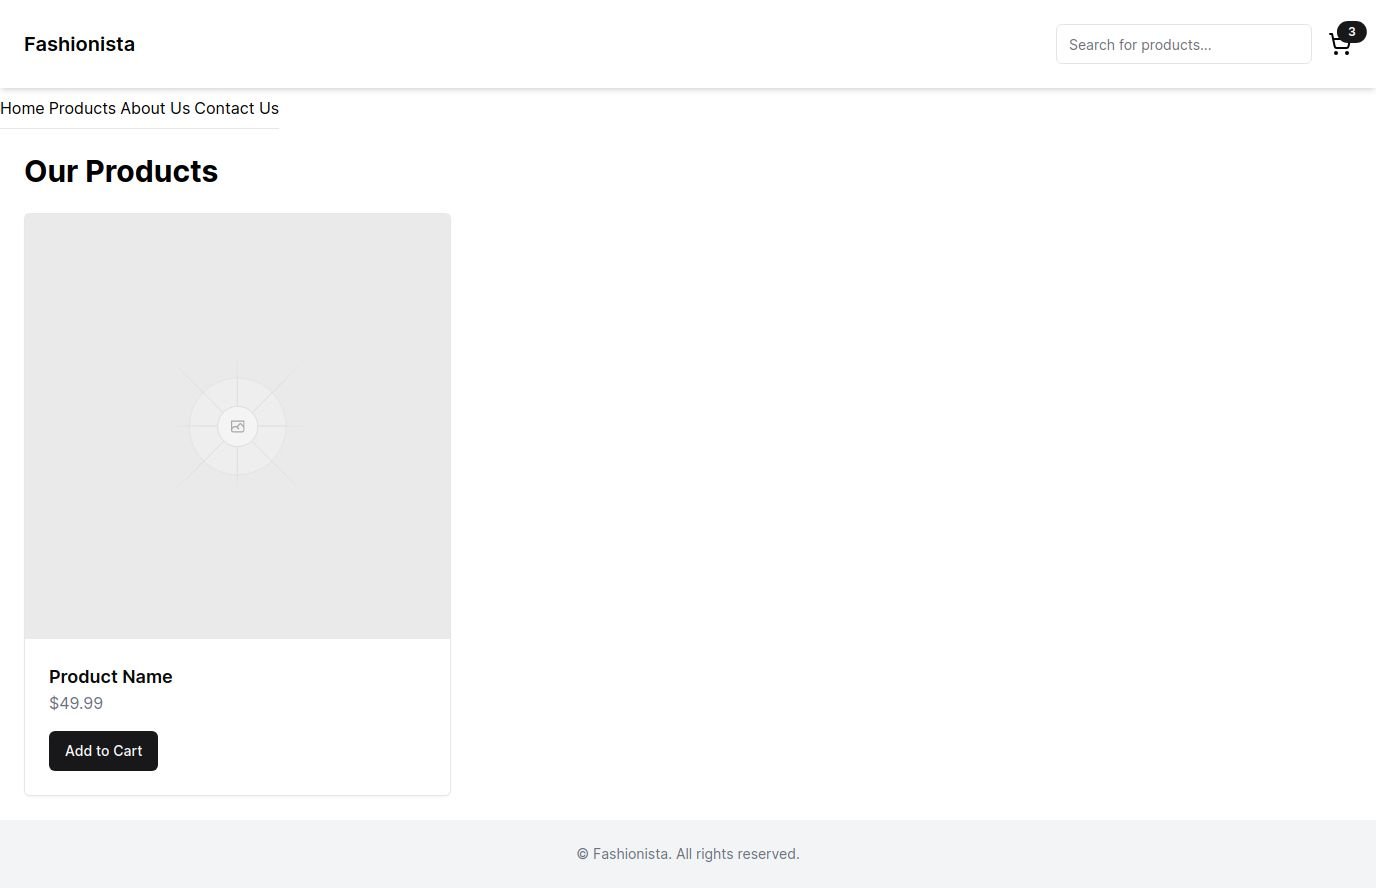 Fashionista
Search for products...
3
Home Products About Us Contact Us
Our Products
Product Name
$49.99
Add to Cart
© Fashionista. All rights reserved.